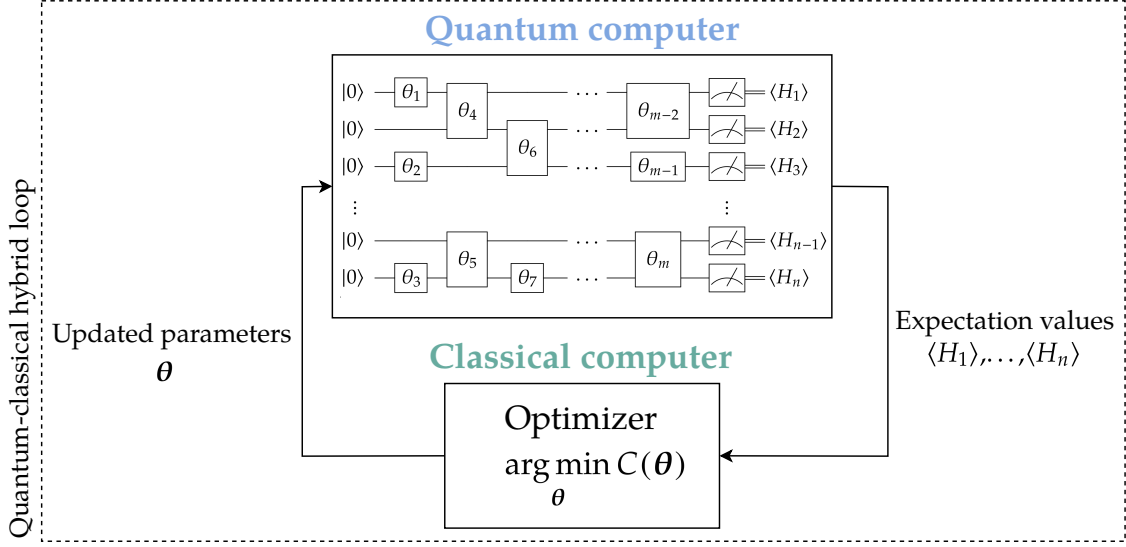 Quantum-classical hybrid loop
Quantum computer
|0⟩ θ₁ θ₄ ⋯ θₘ₋₂ ⟨H₁⟩
|0⟩ ⋯ ⟨H₂⟩
θ₆
|0⟩ θ₂ ⋯ θₘ₋₁ ⟨H₃⟩
⋮ ⋮
|0⟩ θ₅ ⋯ θₘ ⟨Hₙ₋₁⟩
|0⟩ θ₃ θ₇ ⋯ ⟨Hₙ⟩
Updated parameters
θ
Expectation values
⟨H₁⟩,…,⟨Hₙ⟩
Classical computer
Optimizer
arg min C(θ)
θ